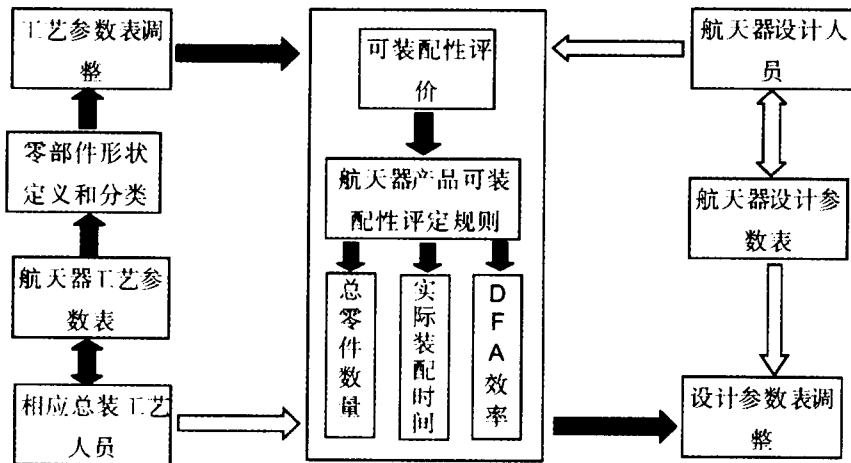 工艺参数表调
整
零部件形状
定义和分类
航天器工艺参
数表
相应总装工艺
人员
可装配性评
价
航天器产品可装
配性评定规则
总零件数量
实际装配时间
DFA效率
航天器设计人
员
航天器设计参
数表
设计参数表调
整